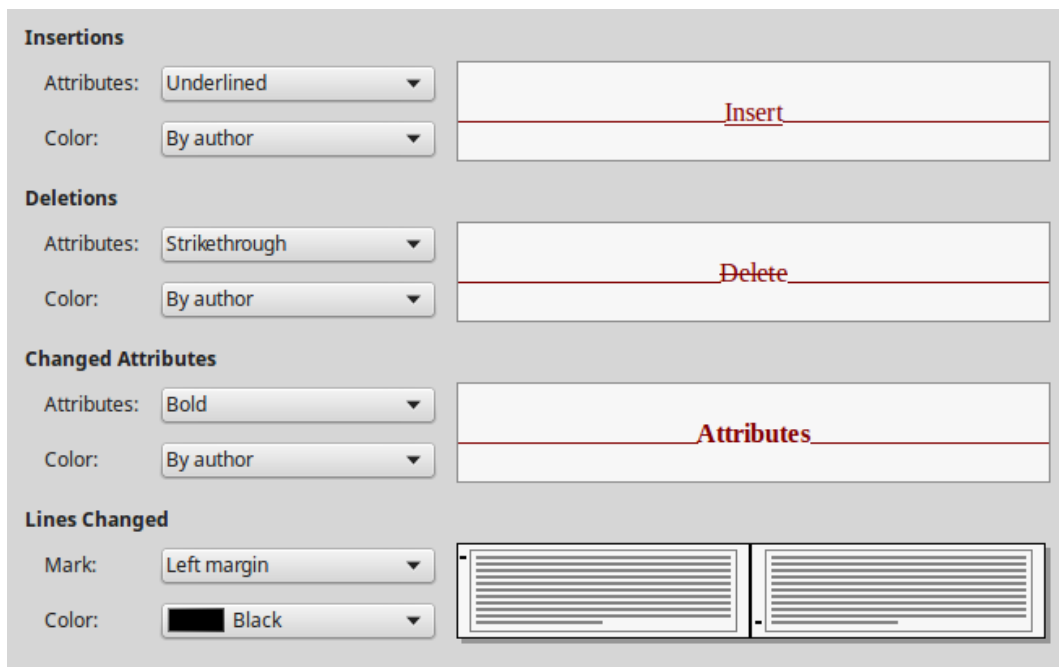 Insertions
Attributes: Underlined
Insert
Color: By author
Deletions
Attributes: Strikethrough
Delete
Color: By author
Changed Attributes
Attributes: Bold
Attributes
Color: By author
Lines Changed
Mark: Left margin
Color: Black